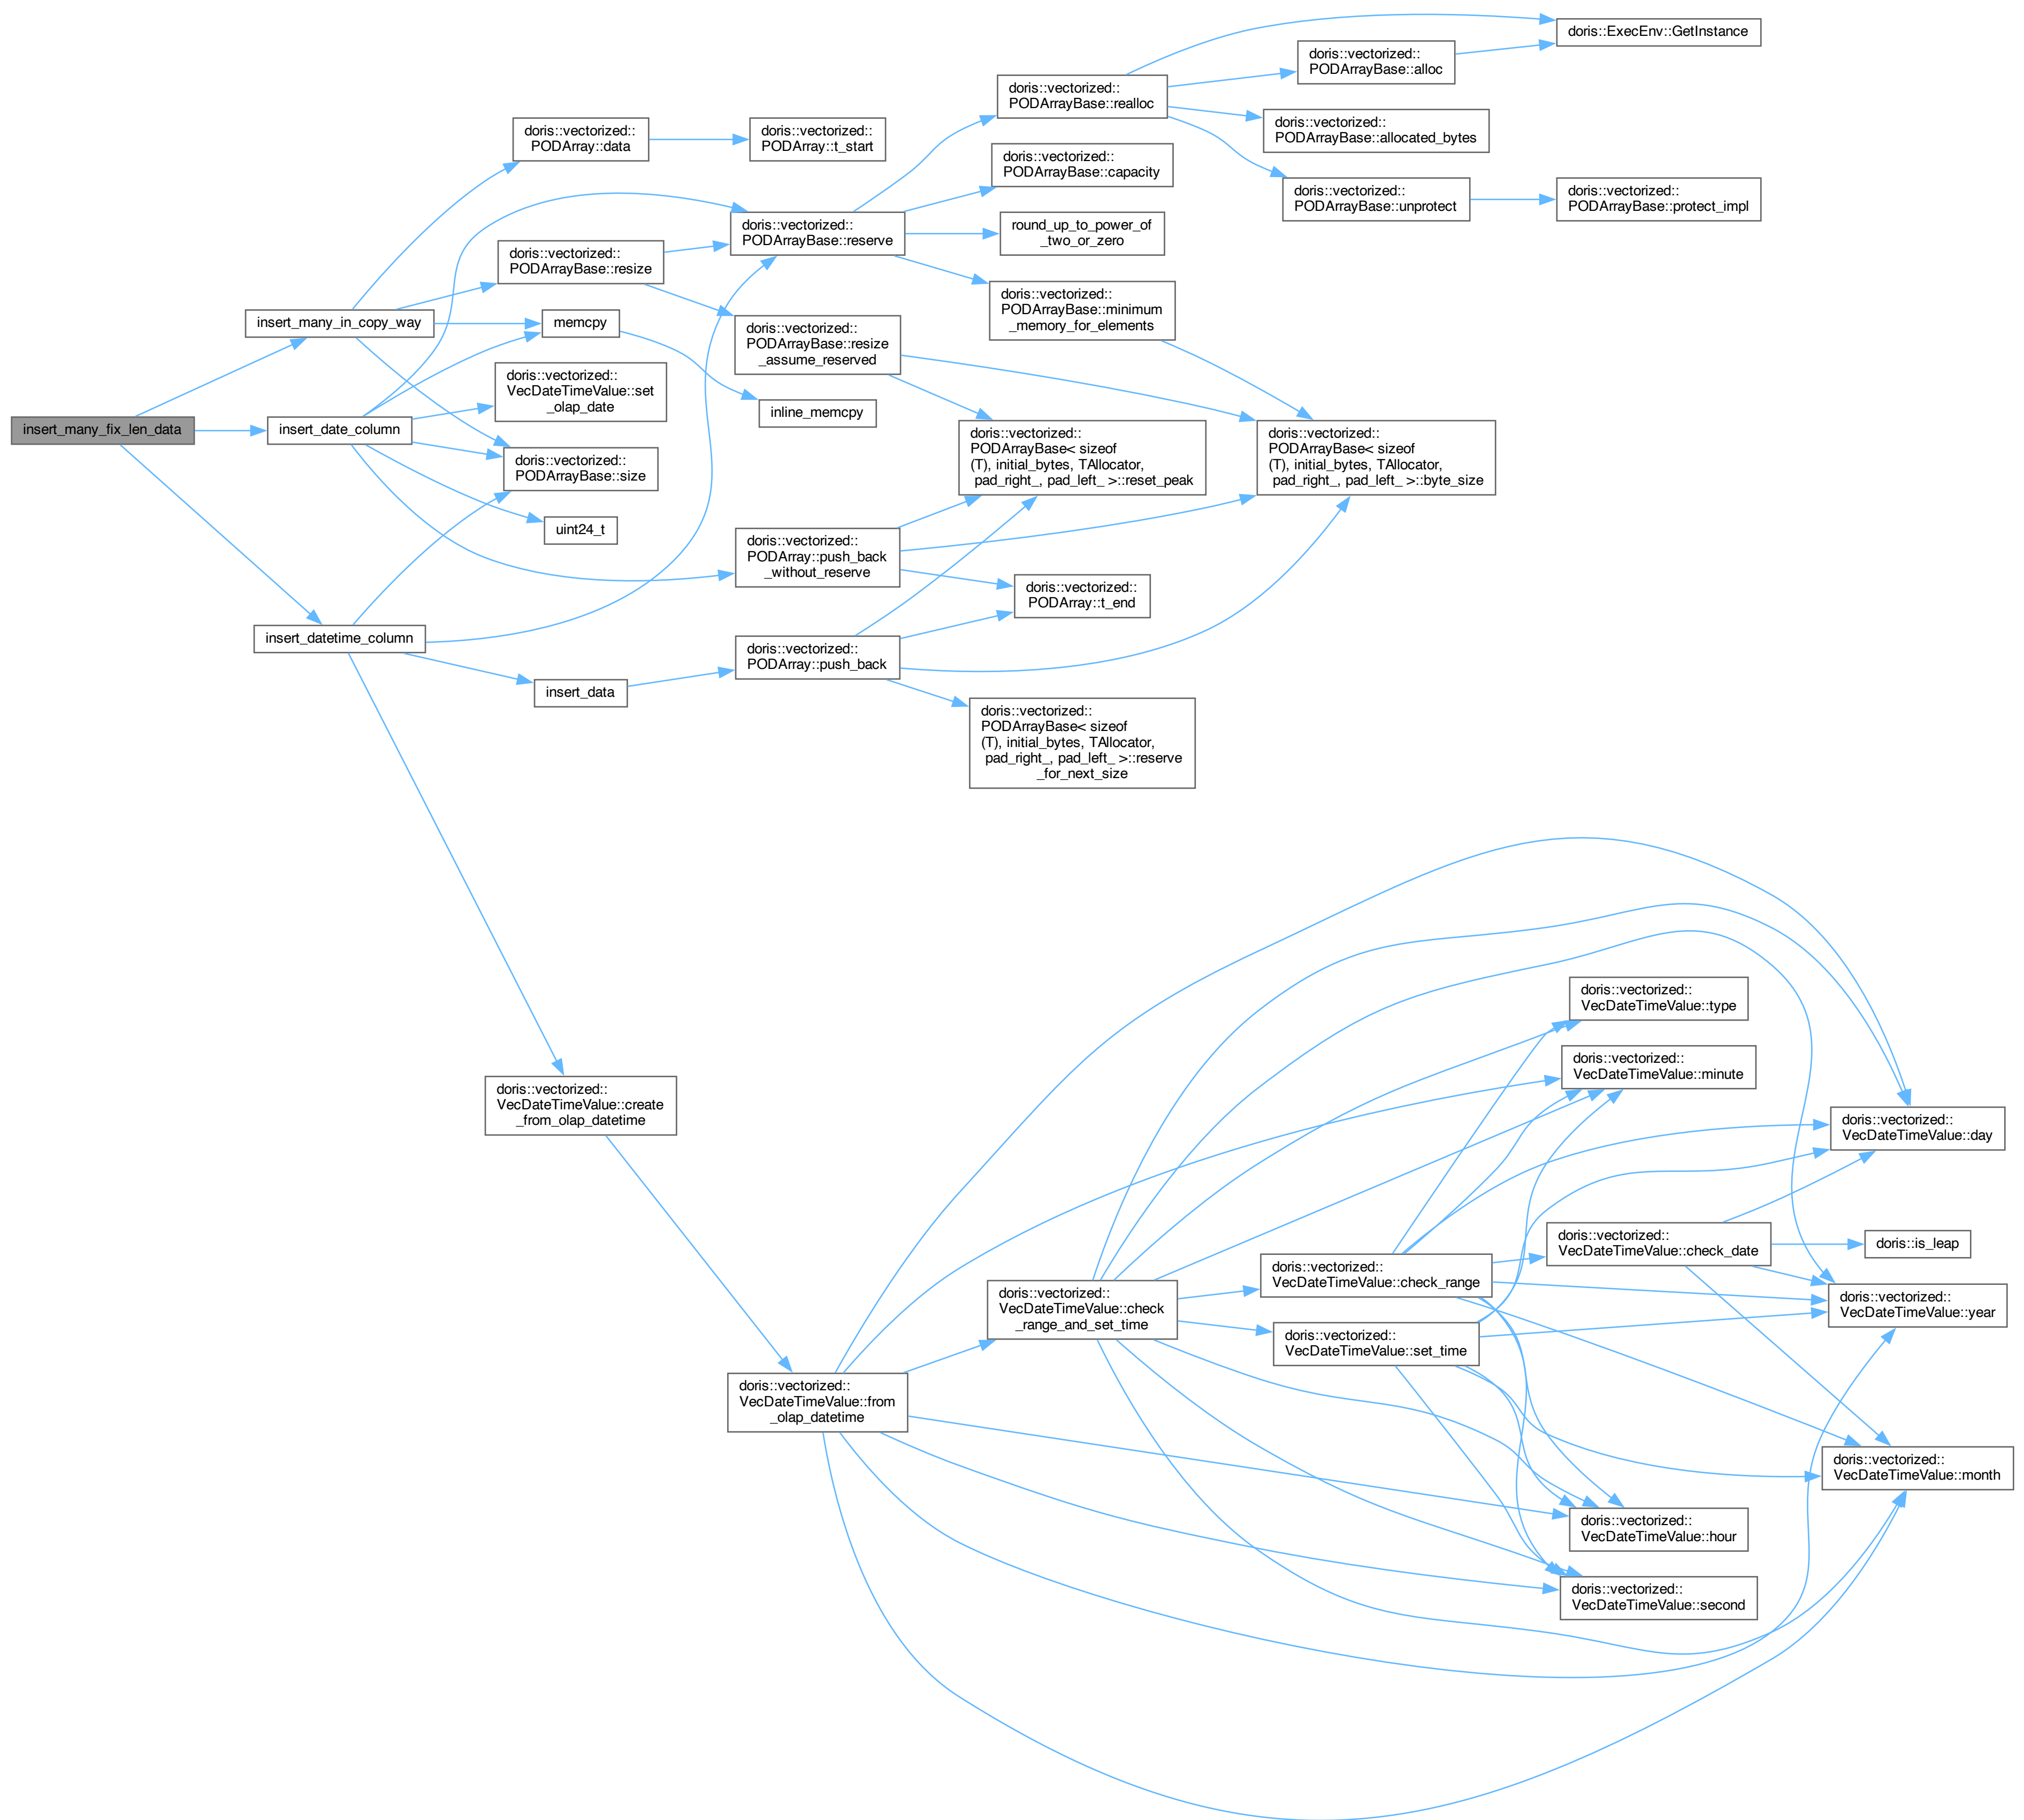 insert_many_fix_len_data
insert_many_in_copy_way
insert_date_column
insert_datetime_column
doris::vectorized::
PODArray::data
doris::vectorized::
PODArrayBase::resize
memcpy
doris::vectorized::
VecDateTimeValue::set
_olap_date
doris::vectorized::
PODArrayBase::size
uint24_t
insert_data
doris::vectorized::
VecDateTimeValue::create
_from_olap_datetime
doris::vectorized::
PODArray::t_start
doris::vectorized::
PODArrayBase::reserve
doris::vectorized::
PODArrayBase::resize
_assume_reserved
inline_memcpy
doris::vectorized::
PODArray::push_back
_without_reserve
doris::vectorized::
PODArray::push_back
doris::vectorized::
VecDateTimeValue::from
_olap_datetime
doris::vectorized::
PODArrayBase::realloc
doris::vectorized::
PODArrayBase::capacity
round_up_to_power_of
_two_or_zero
doris::vectorized::
PODArrayBase::minimum
_memory_for_elements
doris::vectorized::
PODArrayBase< sizeof
(T), initial_bytes, TAllocator,
pad_right_, pad_left_ >::reset_peak
doris::vectorized::
PODArray::t_end
doris::vectorized::
PODArrayBase< sizeof
(T), initial_bytes, TAllocator,
pad_right_, pad_left_ >::reserve
_for_next_size
doris::vectorized::
VecDateTimeValue::check
_range_and_set_time
doris::ExecEnv::GetInstance
doris::vectorized::
PODArrayBase::alloc
doris::vectorized::
PODArrayBase::allocated_bytes
doris::vectorized::
PODArrayBase::unprotect
doris::vectorized::
PODArrayBase::protect_impl
doris::vectorized::
PODArrayBase< sizeof
(T), initial_bytes, TAllocator,
pad_right_, pad_left_ >::byte_size
doris::vectorized::
VecDateTimeValue::check_range
doris::vectorized::
VecDateTimeValue::set_time
doris::vectorized::
VecDateTimeValue::type
doris::vectorized::
VecDateTimeValue::minute
doris::vectorized::
VecDateTimeValue::check_date
doris::vectorized::
VecDateTimeValue::hour
doris::vectorized::
VecDateTimeValue::second
doris::vectorized::
VecDateTimeValue::day
doris::is_leap
doris::vectorized::
VecDateTimeValue::year
doris::vectorized::
VecDateTimeValue::month